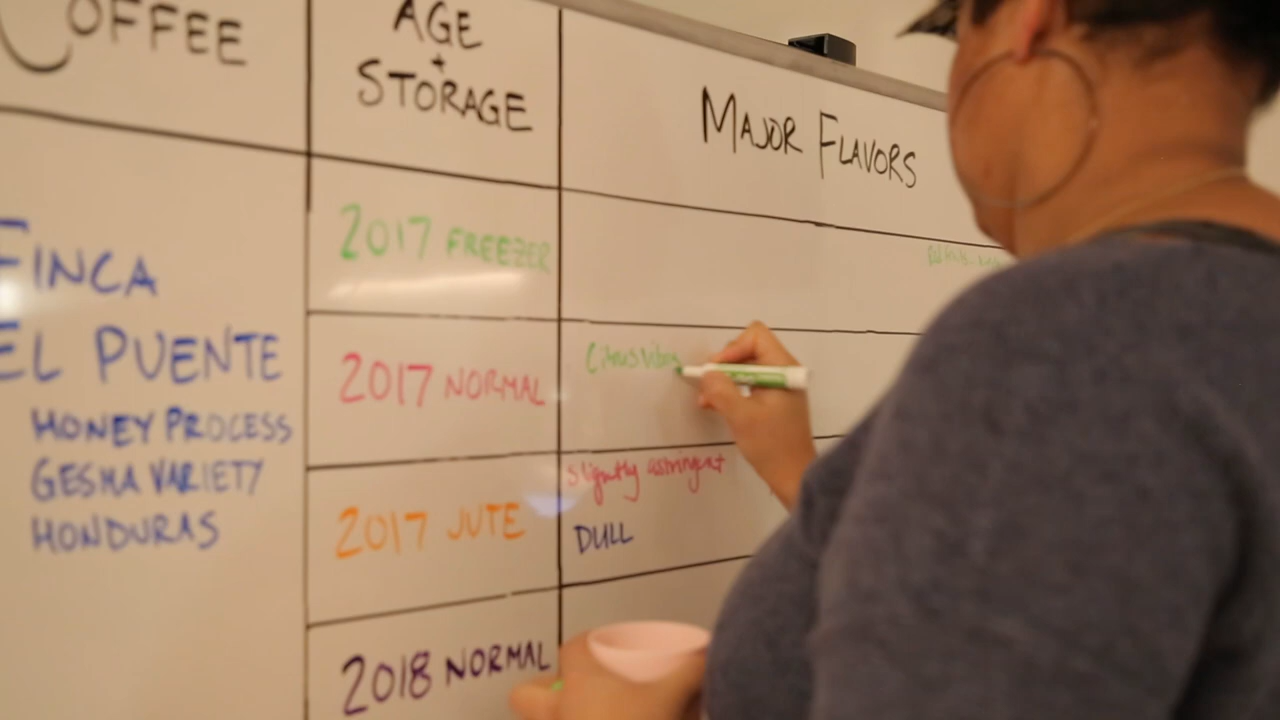 COFFEE
AGE
+
STORAGE
MAJOR FLAVORS
FINCA
EL PUENTE
HONEY PROCESS
GESHA VARIETY
HONDURAS
2017 FREEZER
2017 NORMAL
Citrus
2017 JUTE
slightly astringent
DULL
2018 NORMAL